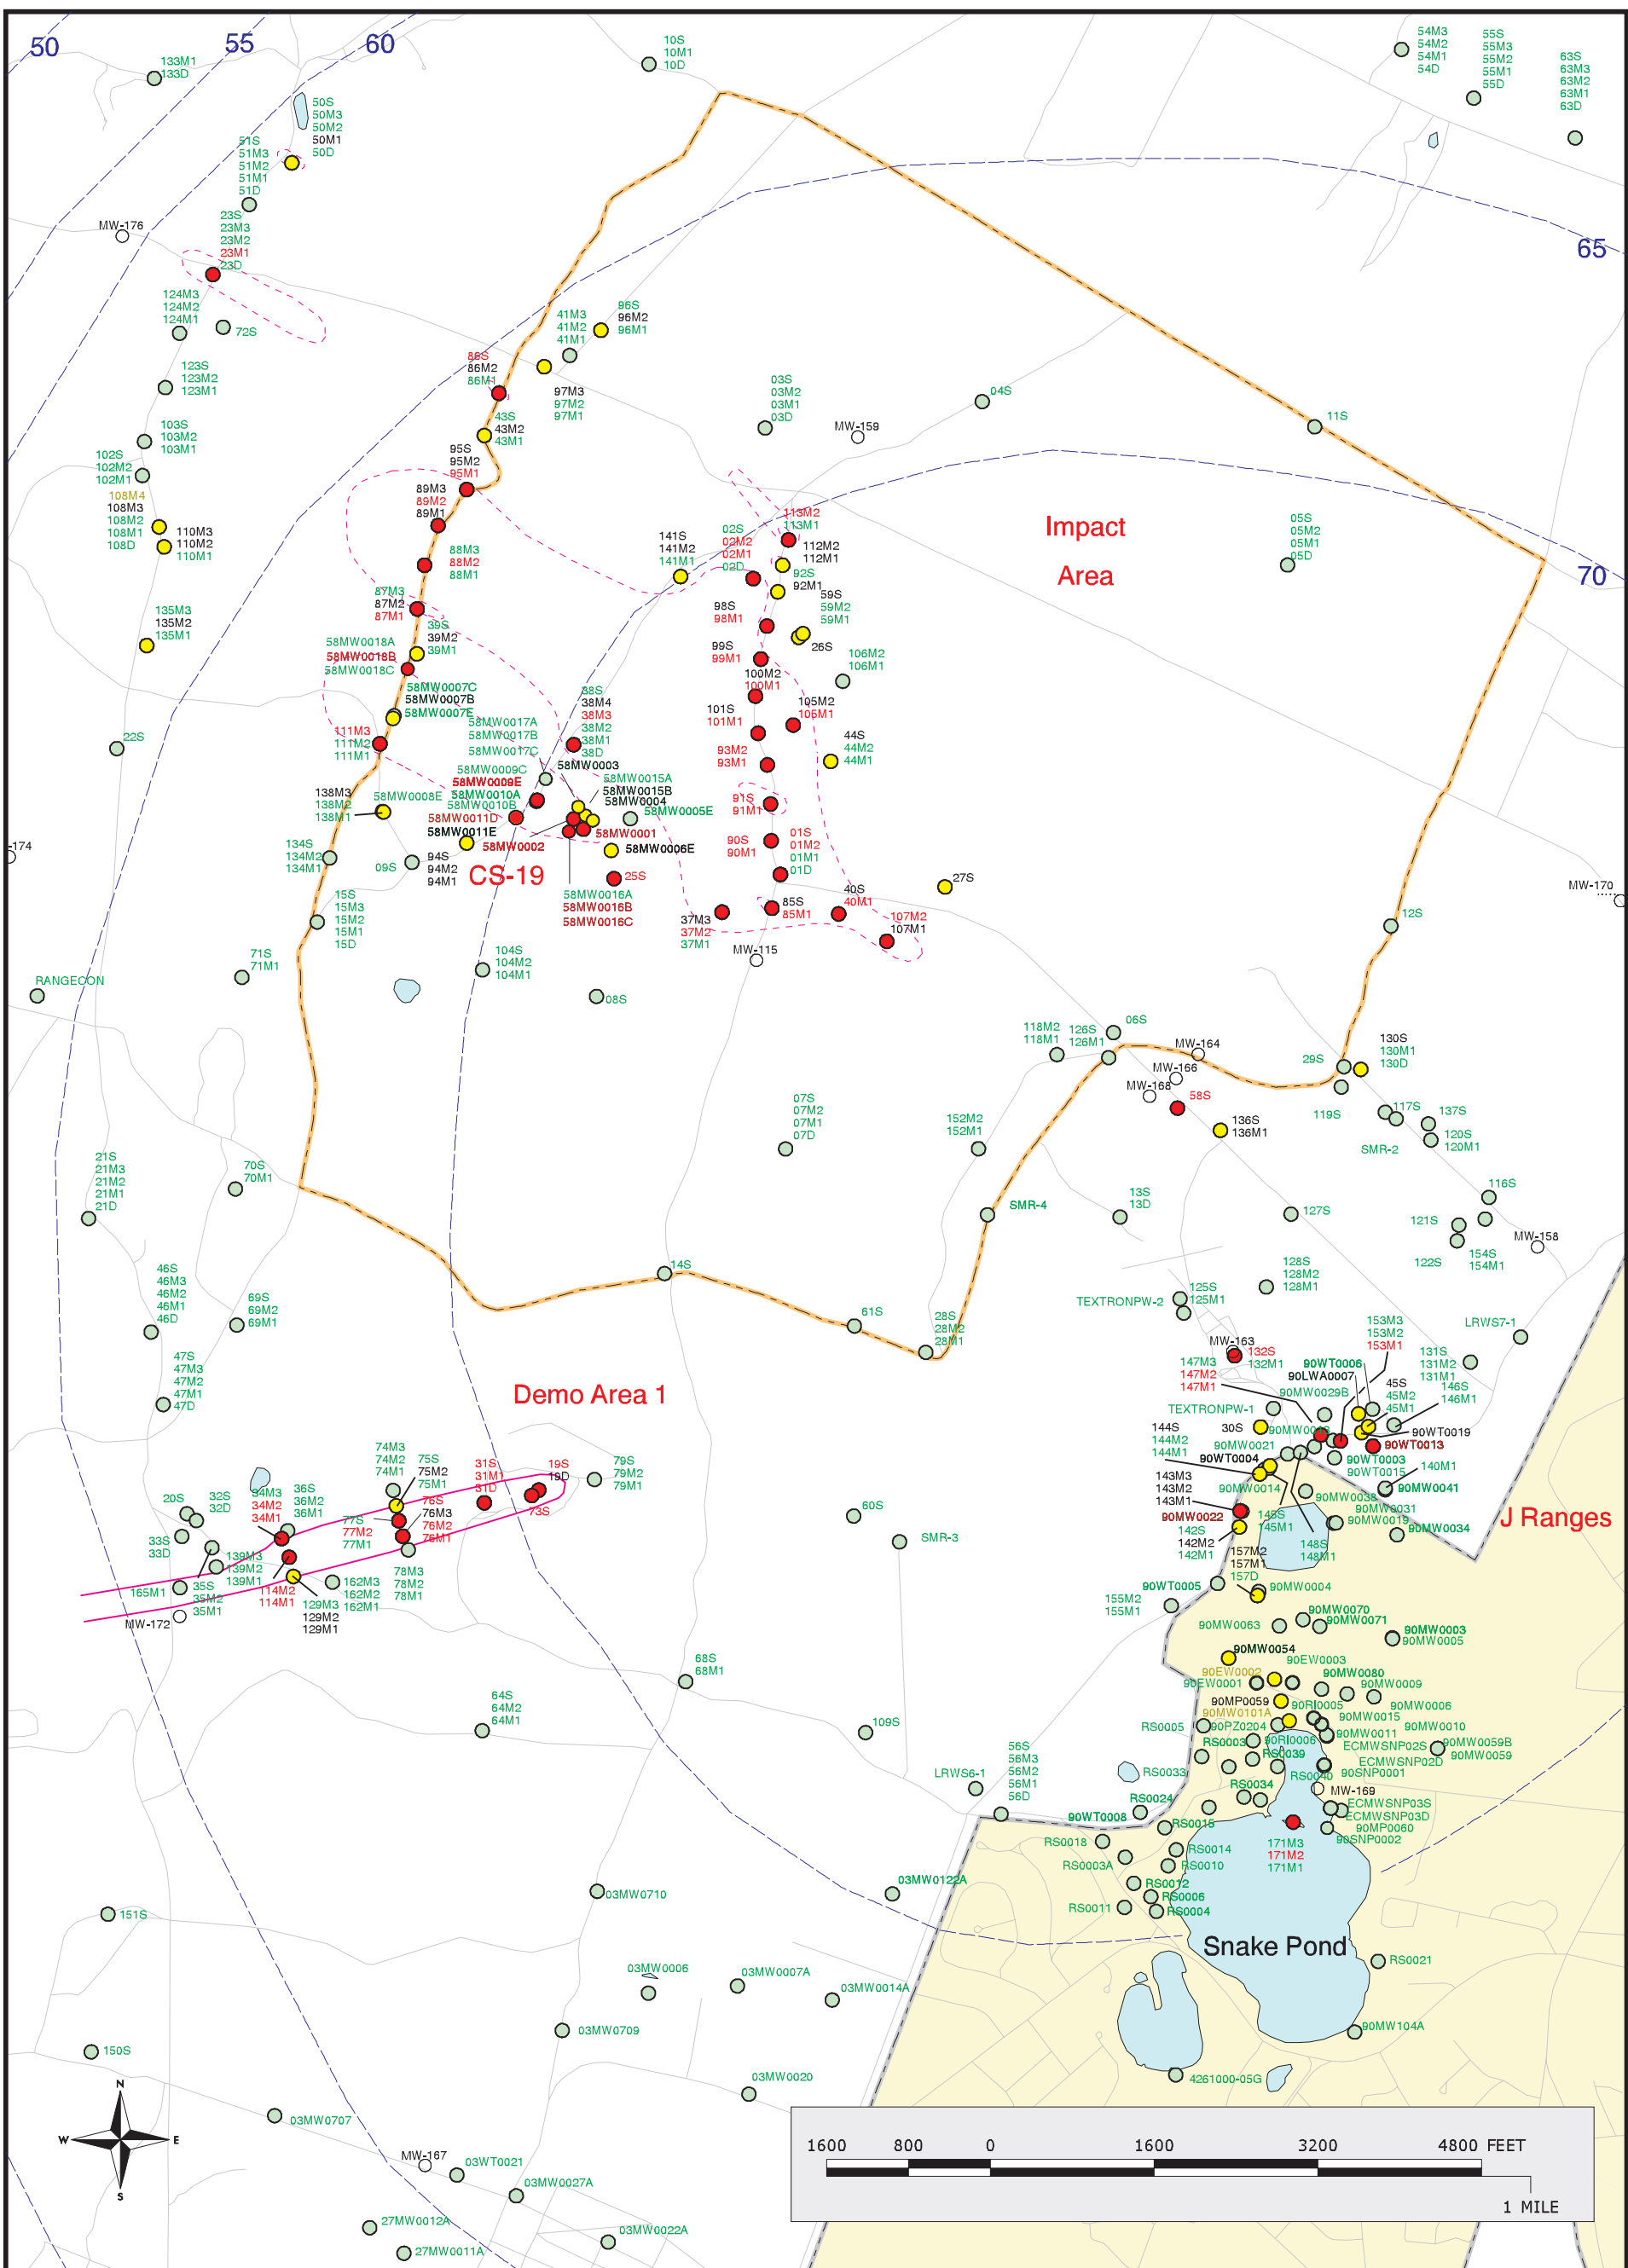 50
55
60
133M1
133D
10S
10M1
10D
54M3
54M2
54M1
54D
55S
55M3
55M2
55M1
55D
63S
63M3
63M2
63M1
63D
50S
50M3
50M2
50M1
50D
51S
51M3
51M2
51M1
51D
MW-176
23S
23M3
23M2
23M1
23D
65
124M3
124M2
124M1
72S
41M3
41M2
41M1
96S
96M2
96M1
86S
86M2
86M1
97M3
97M2
97M1
123S
123M2
123M1
03S
03M2
03M1
03D
04S
MW-159
11S
43S
43M2
43M1
103S
103M2
103M1
102S
102M2
102M1
95S
95M2
95M1
89M3
89M2
89M1
108M4
108M3
108M2
108M1
108D
110M3
110M2
110M1
88M3
88M2
88M1
141S
141M2
141M1
02S
02M2
02M1
02D
113M2
113M1
112M2
112M1
92S
92M1
Impact
Area
05S
05M2
05M1
05D
70
87M3
87M2
87M1
98S
98M1
59S
59M2
59M1
26S
135M3
135M2
135M1
39S
39M2
39M1
58MW0018A
58MW0018B
58MW0018C
99S
99M1
106M2
106M1
100M2
100M1
58MW0007C
58MW0007B
58MW0007E
38S
38M4
38M3
38M2
38M1
38D
58MW0017A
58MW0017B
58MW0017C
101S
101M1
105M2
105M1
22S
111M3
111M2
111M1
93M2
93M1
44S
44M2
44M1
58MW0003
58MW0009C
58MW0009E
58MW0010A
58MW0010B
58MW0011D
58MW0011E
58MW0002
58MW0015A
58MW0015B
58MW0004
58MW0005E
58MW0001
58MW0006E
138M3
138M2
138M1
58MW0008E
91S
91M1
90S
90M1
01S
01M2
01M1
01D
134S
134M2
134M1
-174
09S
94S
94M2
94M1
CS-19
25S
27S
MW-170
58MW0016A
58MW0016B
58MW0016C
15S
15M3
15M2
15M1
15D
37M3
37M2
37M1
85S
85M1
40S
40M1
107M2
107M1
12S
MW-115
71S
71M1
104S
104M2
104M1
RANGECON
08S
118M2
118M1
126S
126M1
06S
MW-164
MW-166
MW-168
58S
29S
130S
130M1
130D
119S
117S
137S
136S
136M1
120S
120M1
SMR-2
07S
07M2
07M1
07D
152M2
152M1
21S
21M3
21M2
21M1
21D
70S
70M1
116S
SMR-4
13S
13D
127S
121S
MW-158
154S
154M1
122S
46S
46M3
46M2
46M1
46D
14S
128S
128M2
128M1
125S
125M1
TEXTRONPW-2
69S
69M2
69M1
61S
28S
28M2
28M1
153M3
153M2
153M1
LRWS7-1
MW-163
132S
132M1
47S
47M3
47M2
47M1
47D
147M3
147M2
147M1
90WT0006
90LWA0007
131S
131M2
131M1
45S
45M2
45M1
146S
146M1
Demo Area 1
90MW0029B
TEXTRONPW-1
144S
144M2
144M1
30S
90MW0021
90WT0004
90WT0019
90WT0013
90WT0003
90WT0015
140M1
90MW0041
74M3
74M2
74M1
75S
75M2
75M1
31S
31M1
31D
19S
19D
79S
79M2
79M1
73S
143M3
143M2
143M1
90MW0014
90MW0022
90MW0038
90MW0031
90MW0019
90MW0034
J Ranges
20S
32S
32D
34M3
34M2
34M1
36S
36M2
36M1
76S
76M3
76M2
76M1
77S
77M2
77M1
60S
SMR-3
145M1
142S
142M2
142M1
148S
148M1
33S
33D
139M3
139M2
139M1
157M2
157M1
157D
165M1
35S
35M2
35M1
114M2
114M1
129M3
129M2
129M1
162M3
162M2
162M1
78M3
78M2
78M1
MW-172
90WT0005
155M2
155M1
90MW0004
90MW0070
90MW0071
90MW0063
90MW0003
90MW0005
90MW0054
90EW0003
90EW0002
90EW0001
90MW0080
90MW0009
90MW0006
68S
68M1
64S
64M2
64M1
90MP0059
90MW0101A
90RI0005
90MW0015
90MW0010
RS0005
90PZ0204
90MW0011
109S
RS0003
90RI0006
ECMWSNP02S
90MW0059B
90MW0059
RS0039
ECMWSNP02D
90SNP0001
RS0033
RS0040
56S
56M3
56M2
56M1
56D
LRWS6-1
RS0034
MW-169
RS0024
ECMWSNP03S
ECMWSNP03D
90WT0008
RS0015
90MP0060
90SNP0002
RS0018
171M3
171M2
171M1
RS0014
RS0003A
RS0010
RS0012
RS0006
RS0011
RS0004
03MW0710
03MW0122A
151S
Snake Pond
RS0021
03MW0006
03MW0007A
03MW0014A
03MW0709
90MW104A
150S
4261000-05G
03MW0020
N
W
E
S
03MW0707
MW-167
03WT0021
03MW0027A
27MW0012A
03MW0022A
27MW0011A
1600 800 0 1600 3200 4800 FEET
1 MILE